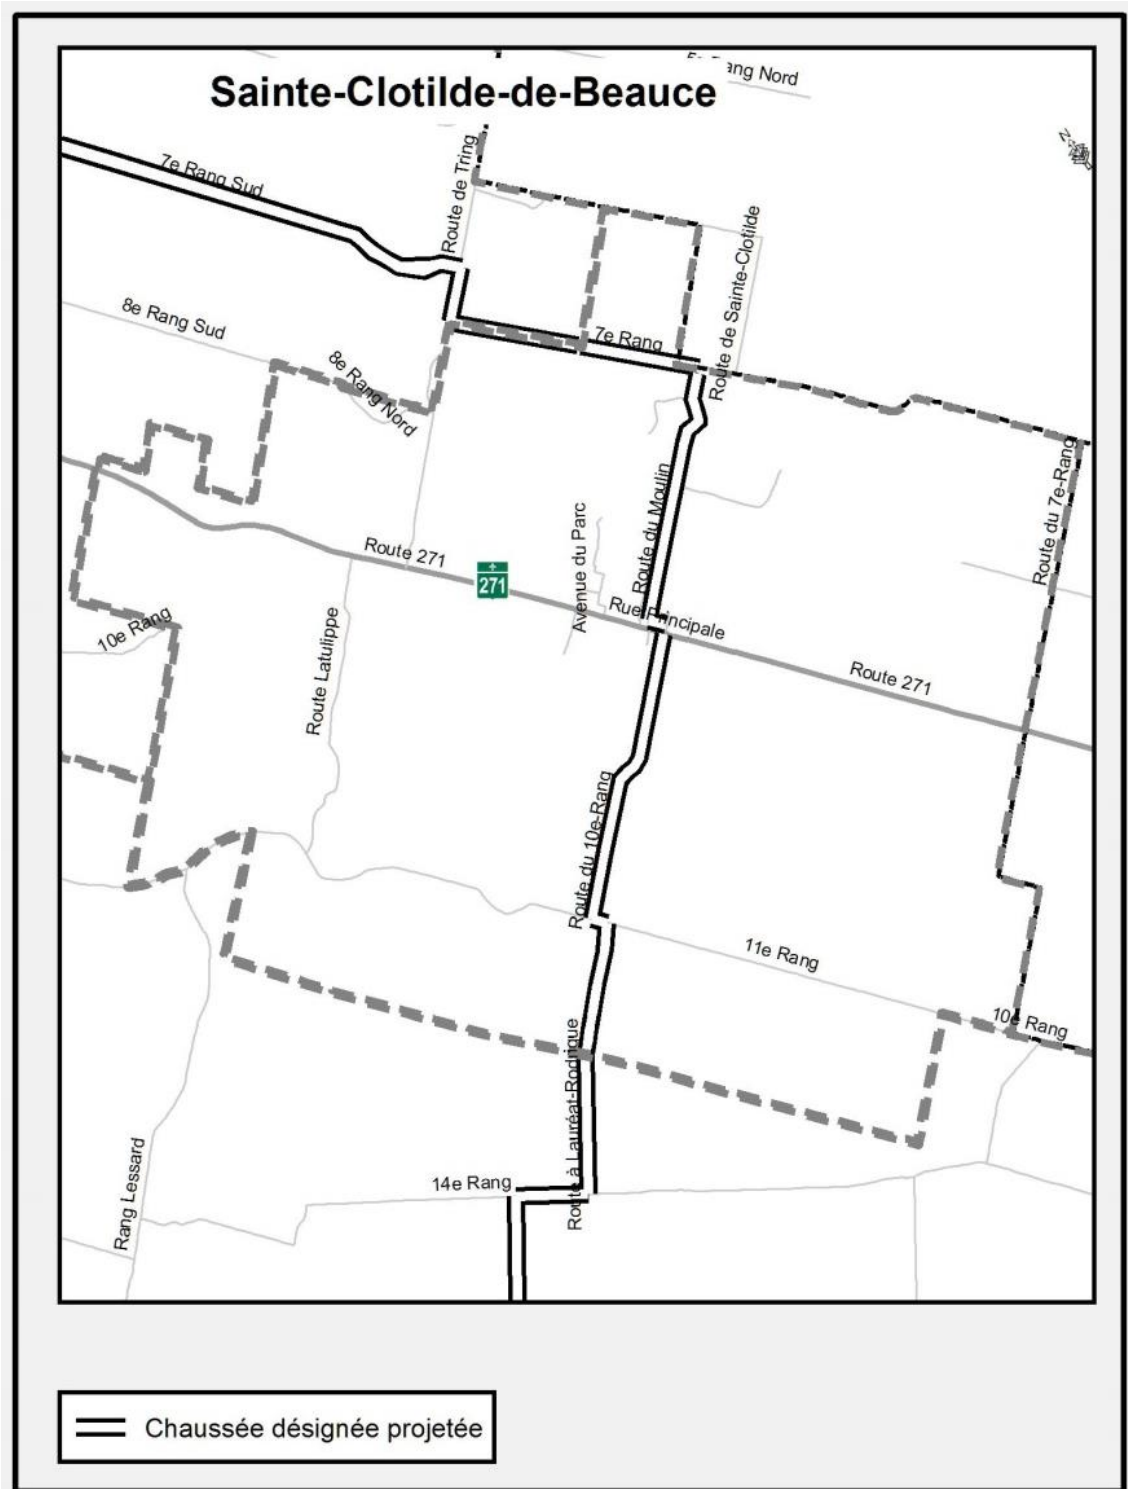 Rang Nord
Sainte-Clotilde-de-Beauce
7e Rang Sud
Route de Tring
Route de Sainte-Clotilde
8e Rang Sud
7e Rang
8e Rang Nord
Route du 7e-Rang
Route du Moulin
Avenue du Parc
Route 271
271
Rue Principale
10e Rang
Route Latulippe
Route 271
Route du 10e-Rang
11e Rang
10e Rang
Route à Lauréat-Rodrigue
14e Rang
Rang Lessard
Chaussée désignée projetée